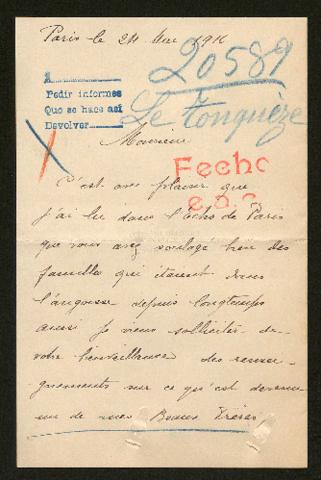 Paris le 24 Mai 1916
20589
1
Pedir informes
Que se hace así
Devolver
Le Tonquèze
Monsieur
Fecho
C'est avec plaisir que
j'ai lu dans l'Echo de Paris
que vous avez soulagé bien des
familles qui étaient dans
l'angoisse depuis longtemps
aussi je viens solliciter de
votre bienveillance des rensei
gnements sur ce qu'est devenu
un de mes Beaux Frères